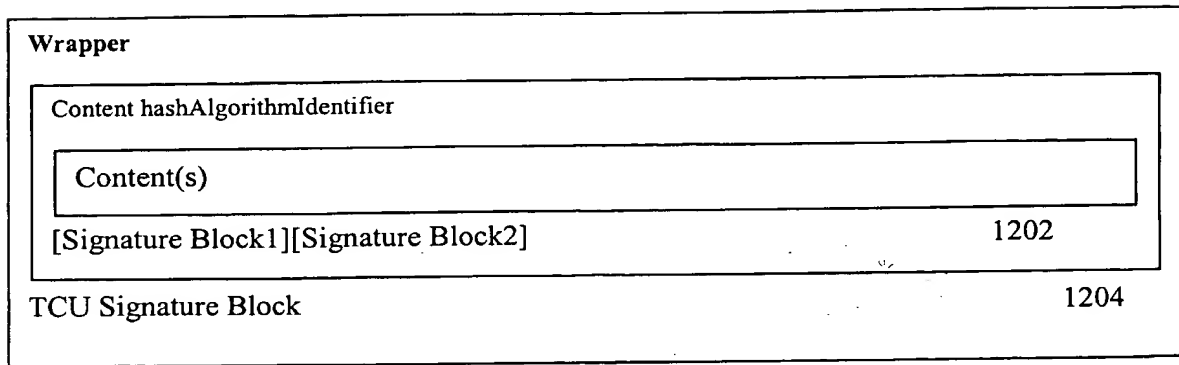 Wrapper
Content hashAlgorithmIdentifier
Content(s)
[Signature Block1][Signature Block2] 1202
TCU Signature Block 1204